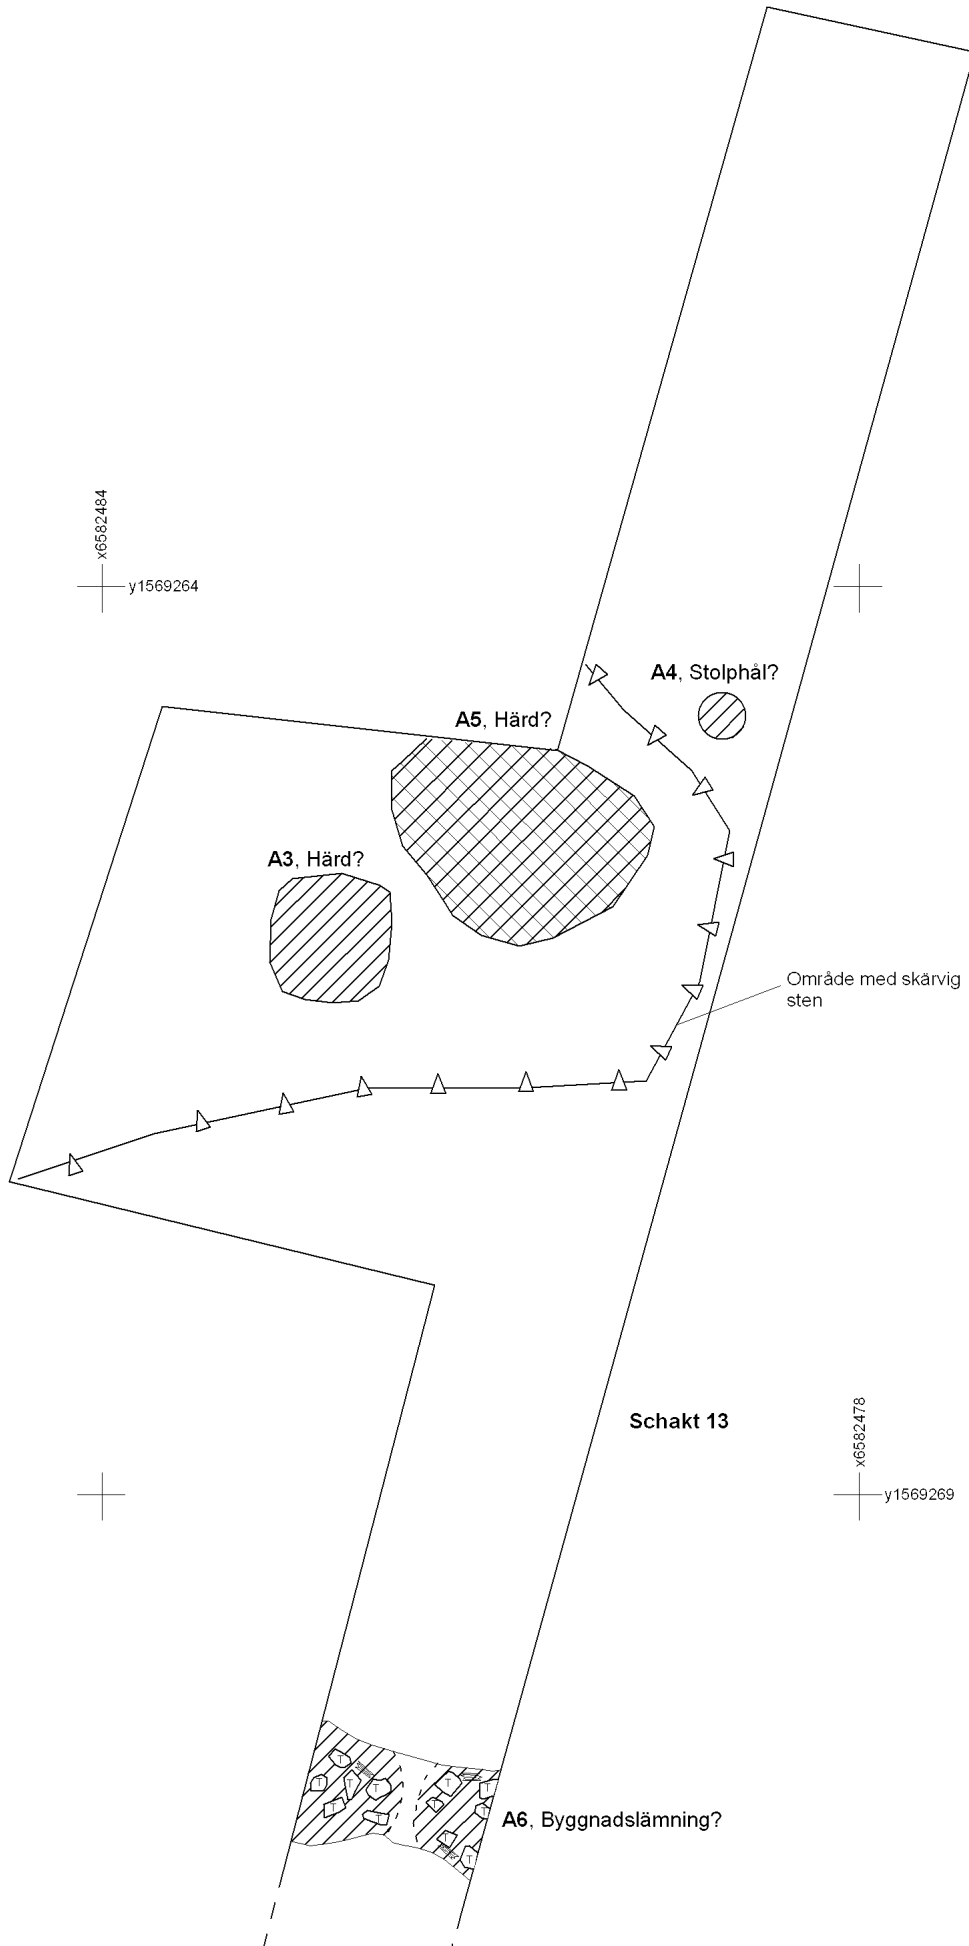 x6582484
y1569264
A4, Stolphål?
A5, Härd?
A3, Härd?
Område med skärvig
sten
Schakt 13
x6582478
y1569269
T T T T T T T T T T T T
A6, Byggnadslämning?